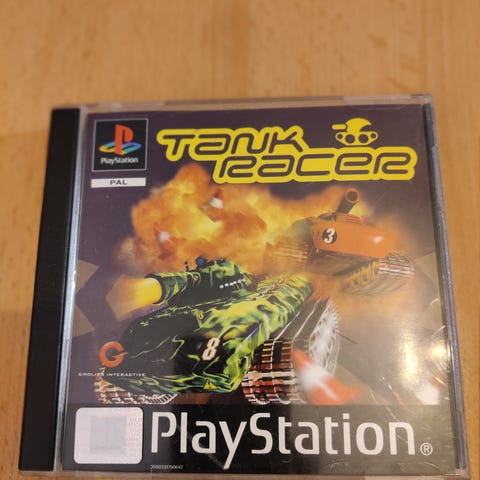 TANK
RACER
PlayStation
PAL
3
8
GROLIER INTERACTIVE
PlayStation®